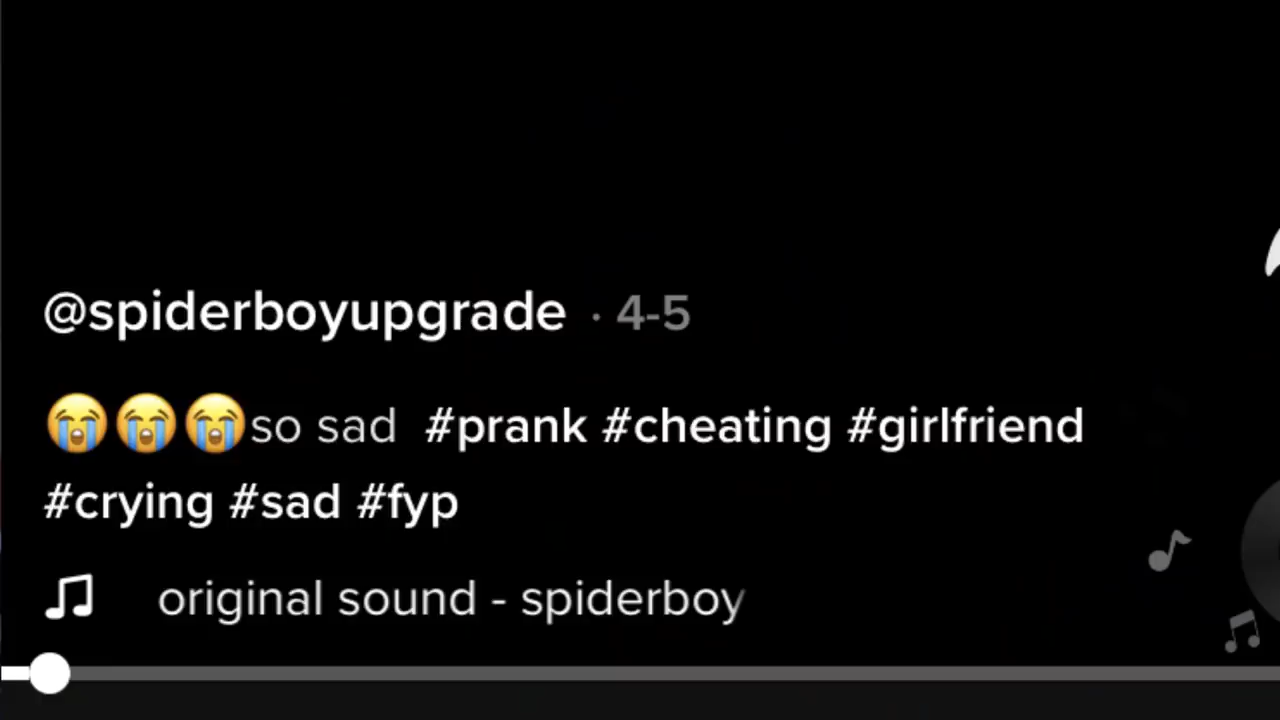 @spiderboyupgrade · 4-5
😭😭😭so sad #prank #cheating #girlfriend
#crying #sad #fyp
original sound - spiderboy